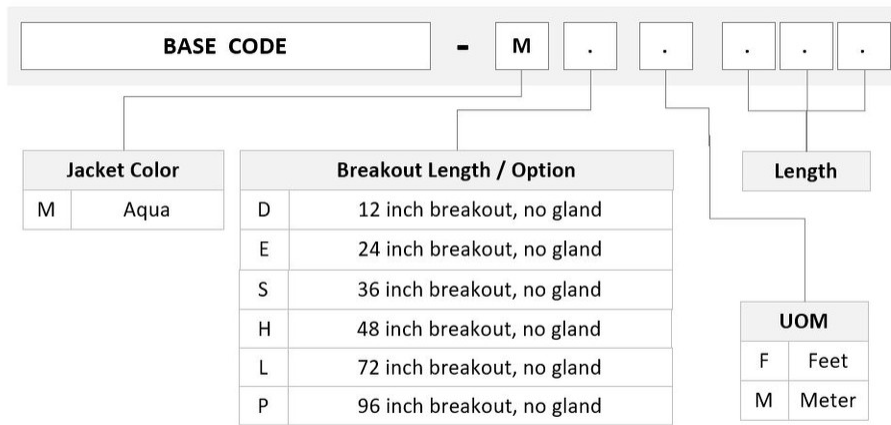 BASE CODE - M . . . . .
Jacket Color
M Aqua
Breakout Length / Option
D 12 inch breakout, no gland
E 24 inch breakout, no gland
S 36 inch breakout, no gland
H 48 inch breakout, no gland
L 72 inch breakout, no gland
P 96 inch breakout, no gland
Length
UOM
F Feet
M Meter